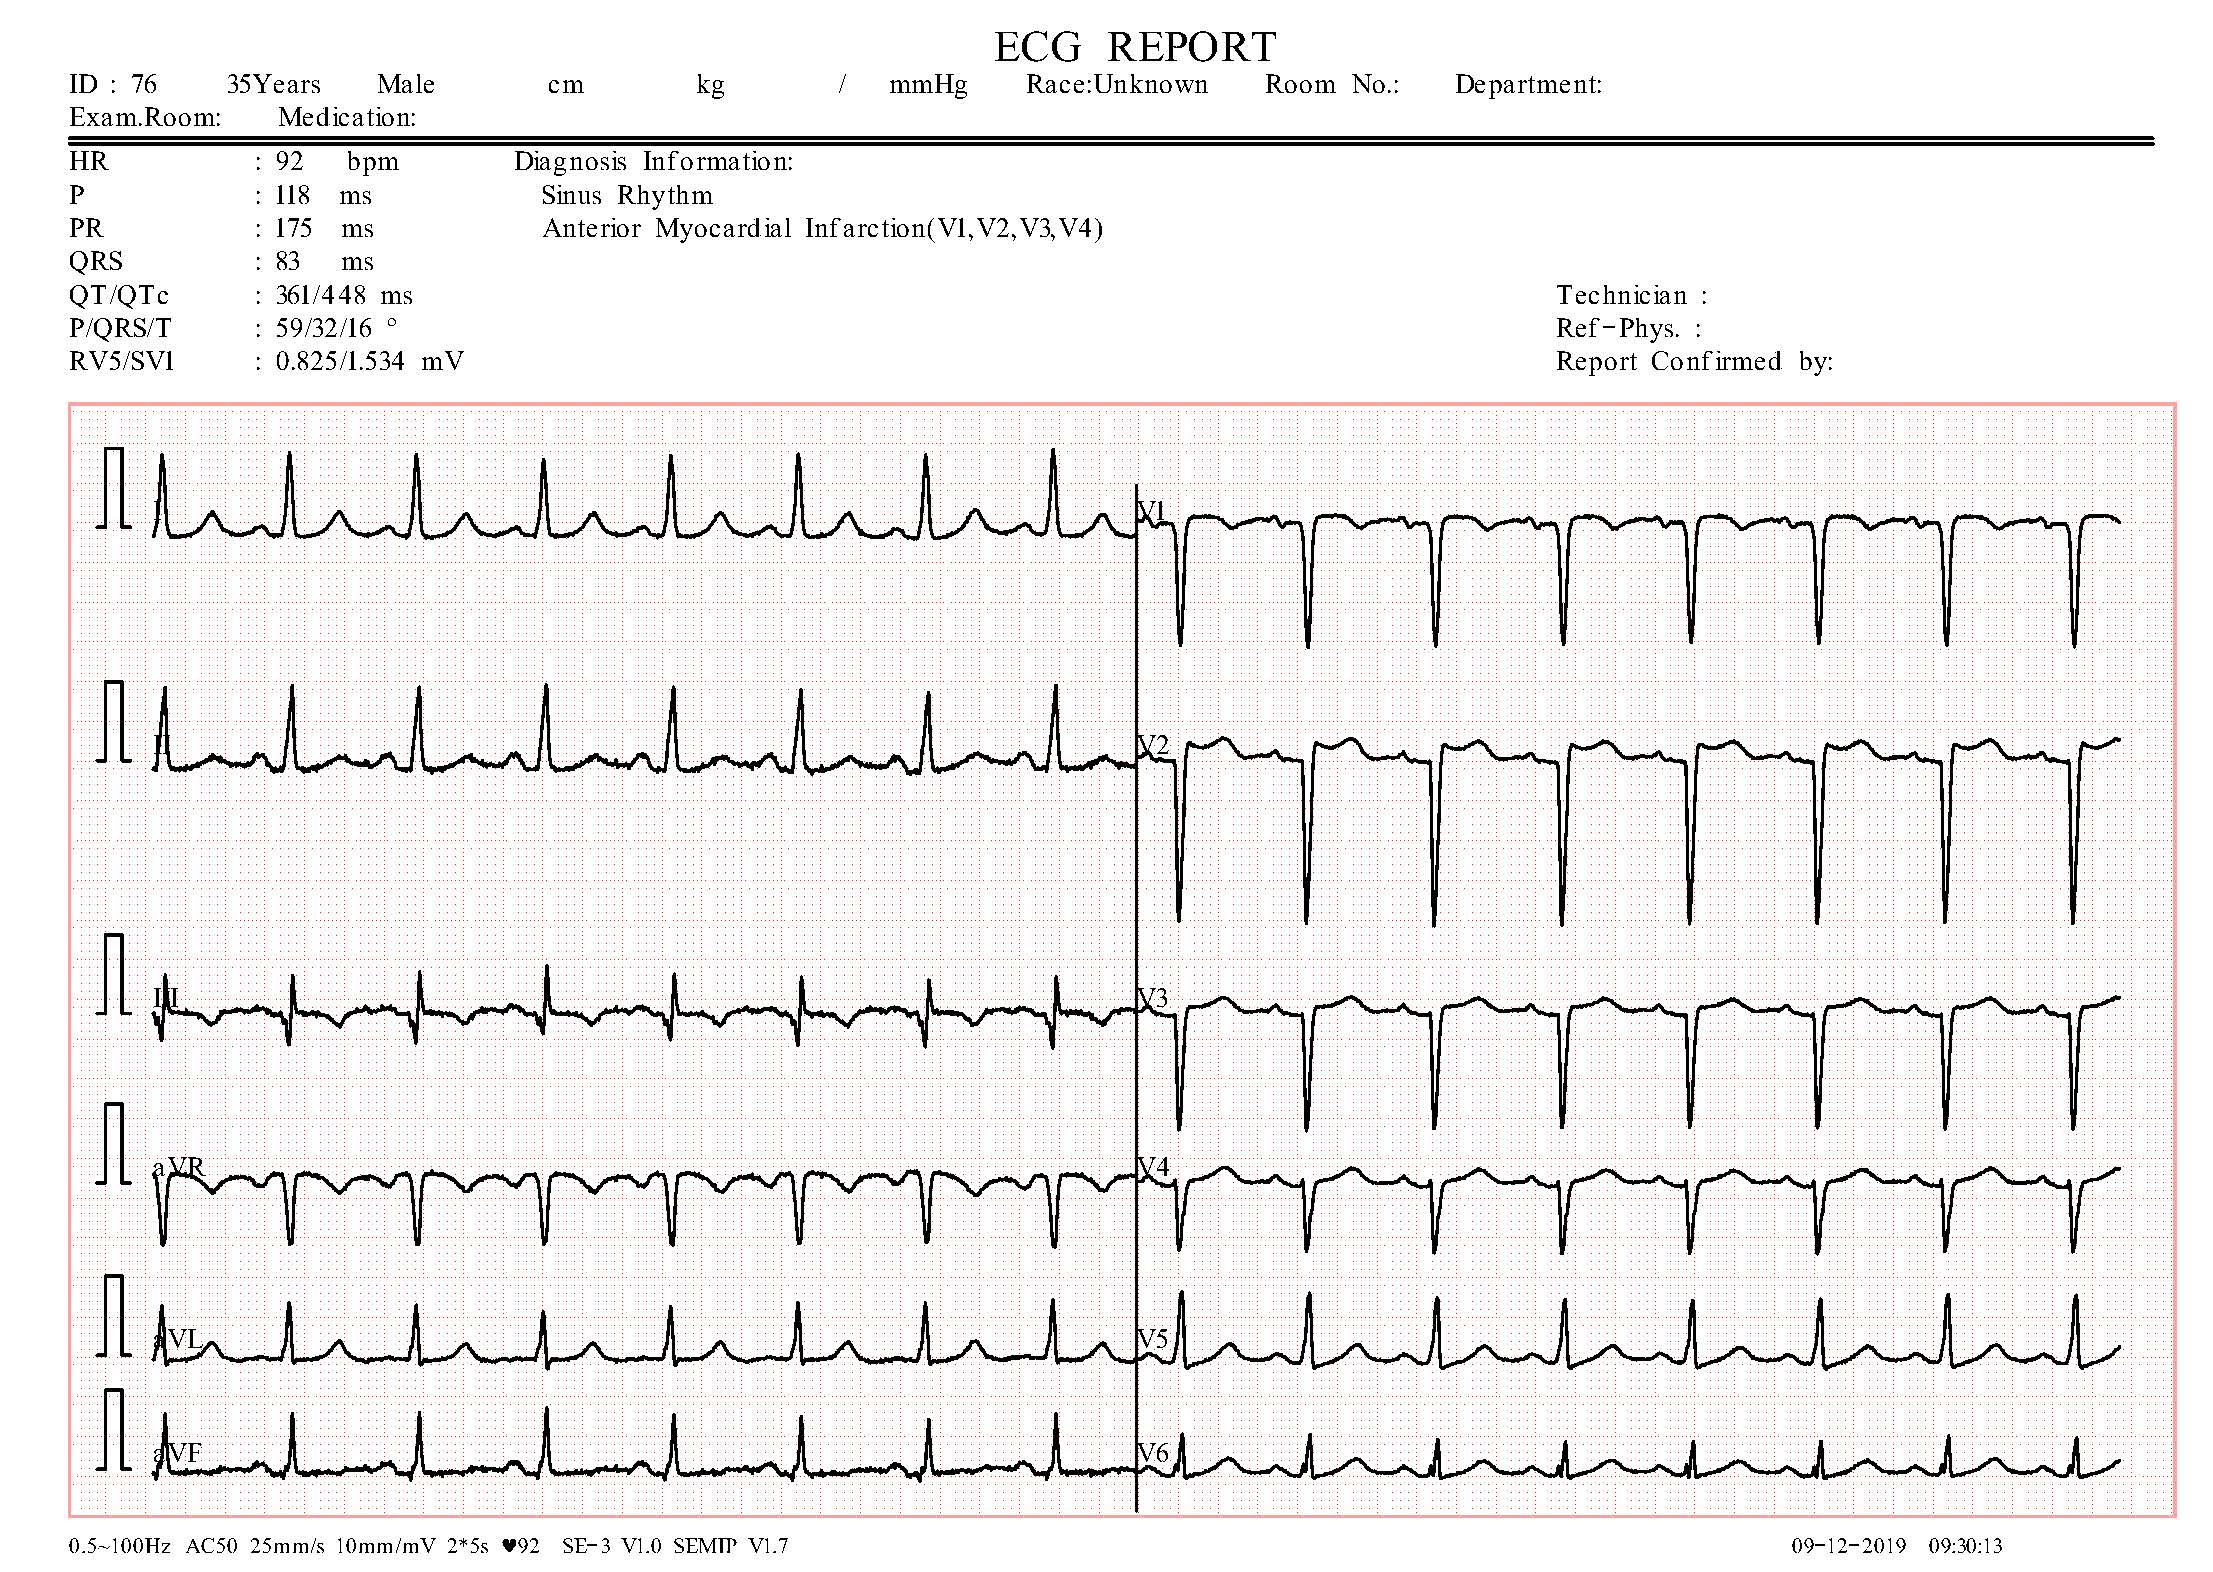 ECG REPORT
ID : 76 35Years Male cm kg / mmHg Race:Unknown Room No.: Department:
Exam.Room: Medication:
HR : 92 bpm Diagnosis Information:
P : 118 ms Sinus Rhythm
PR : 175 ms Anterior Myocardial Infarction(V1,V2,V3,V4)
QRS : 83 ms
QT/QTc : 361/448 ms Technician :
P/QRS/T : 59/32/16 ° Ref-Phys. :
RV5/SV1 : 0.825/1.534 mV Report Confirmed by:
I V1
II V2
III V3
aVR V4
aVL V5
aVF V6
0.5~100Hz AC50 25mm/s 10mm/mV 2*5s ♥92 SE-3 V1.0 SEMIP V1.7 09-12-2019 09:30:13